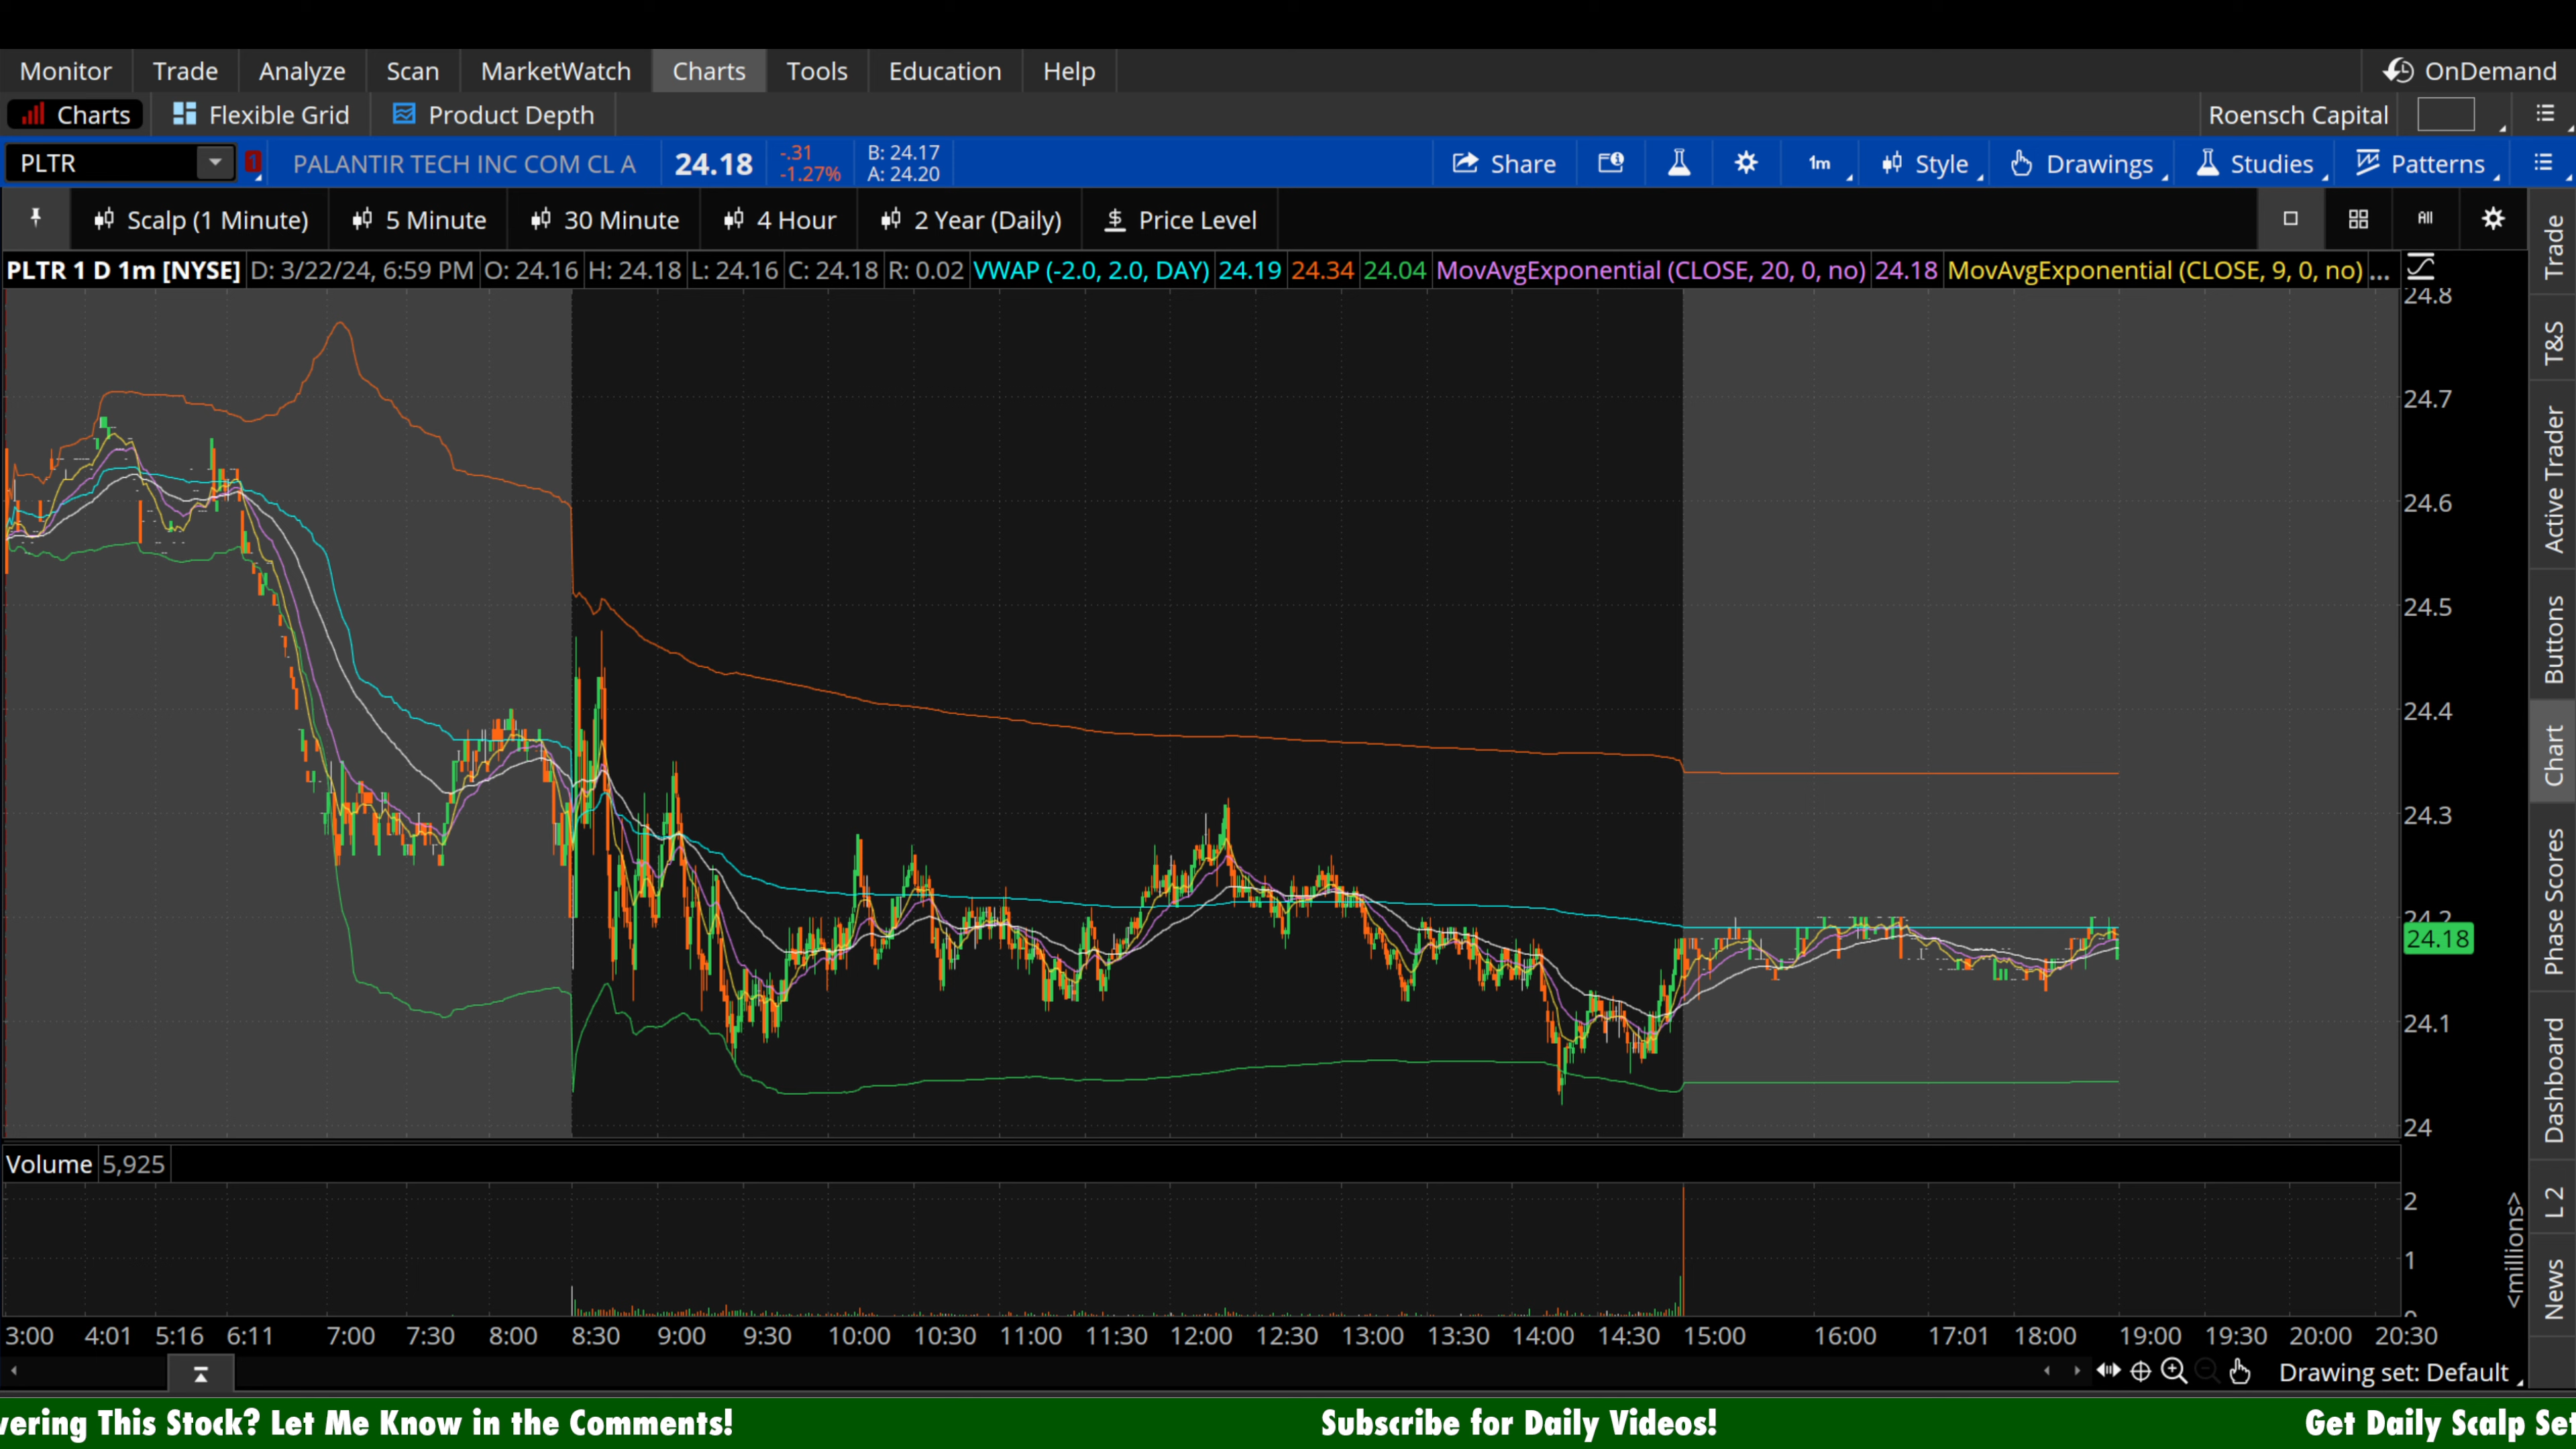 Monitor Trade Analyze Scan MarketWatch Charts Tools Education Help OnDemand
Charts Flexible Grid Product Depth Roensch Capital
PLTR 1 PALANTIR TECH INC COM CL A 24.18 -.31 -1.27% B: 24.17 A: 24.20 Share 1m Style Drawings Studies Patterns
Scalp (1 Minute) 5 Minute 30 Minute 4 Hour 2 Year (Daily) $ Price Level All
PLTR 1 D 1m [NYSE] D: 3/22/24, 6:59 PM O: 24.16 H: 24.18 L: 24.16 C: 24.18 R: 0.02 VWAP (-2.0, 2.0, DAY) 24.19 24.34 24.04 MovAvgExponential (CLOSE, 20, 0, no) 24.18 MovAvgExponential (CLOSE, 9, 0, no) ...
24.8
24.7
24.6
24.5
24.4
24.3
24.2
24.18
24.1
24
Volume 5,925
2
1
0
<millions>
3:00 4:01 5:16 6:11 7:00 7:30 8:00 8:30 9:00 9:30 10:00 10:30 11:00 11:30 12:00 12:30 13:00 13:30 14:00 14:30 15:00 16:00 17:01 18:00 19:00 19:30 20:00 20:30
Drawing set: Default
Trade
T&S
Active Trader
Buttons
Chart
Phase Scores
Dashboard
L 2
News
vering This Stock? Let Me Know in the Comments! Subscribe for Daily Videos! Get Daily Scalp Set